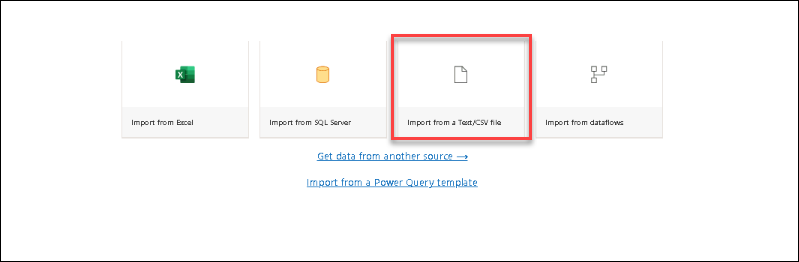 Import from Excel
Import from SQL Server
Import from a Text/CSV file
Import from dataflows
Get data from another source →
Import from a Power Query template